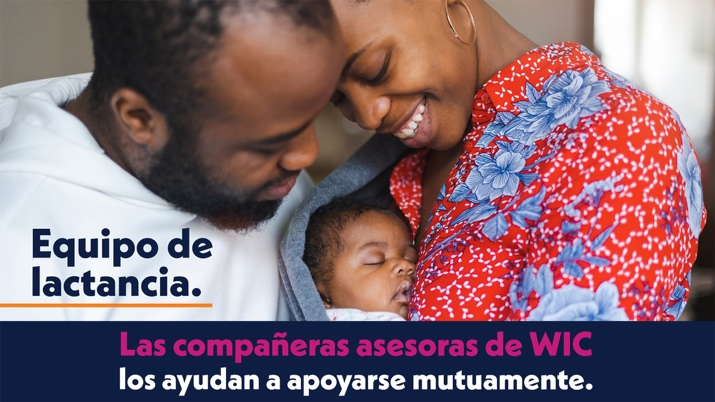 Equipo de
lactancia.
Las compañeras asesoras de WIC
los ayudan a apoyarse mutuamente.